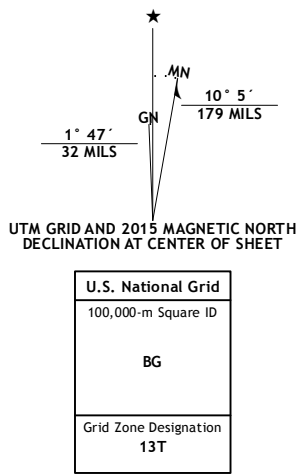 ★
MN
GN
10° 5´
179 MILS
1° 47´
32 MILS
UTM GRID AND 2015 MAGNETIC NORTH
DECLINATION AT CENTER OF SHEET
U.S. National Grid
100,000-m Square ID
BG
Grid Zone Designation
13T